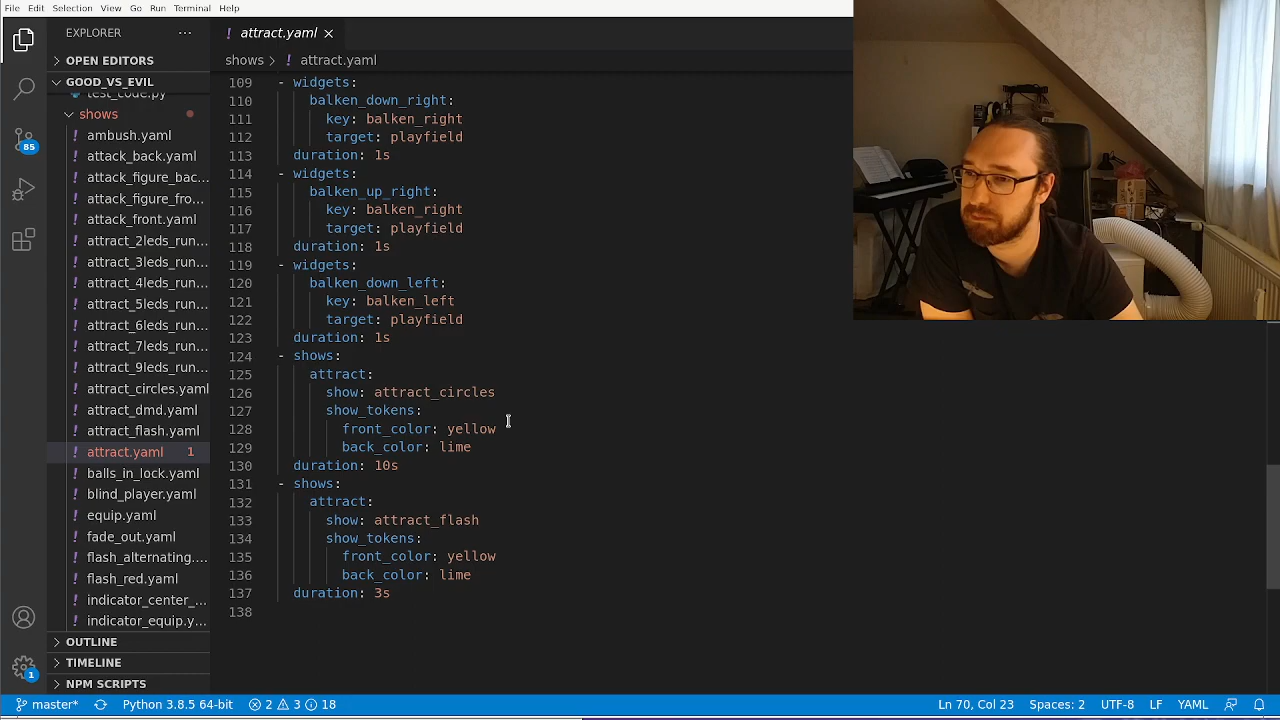 File Edit Selection View Go Run Terminal Help
EXPLORER
OPEN EDITORS
GOOD_VS_EVIL
test_code.py
shows
! ambush.yaml
! attack_back.yaml
! attack_figure_bac...
! attack_figure_fro...
! attack_front.yaml
! attract_2leds_run...
! attract_3leds_run...
! attract_4leds_run...
! attract_5leds_run...
! attract_6leds_run...
! attract_7leds_run...
! attract_9leds_run...
! attract_circles.yaml
! attract_dmd.yaml
! attract_flash.yaml
! attract.yaml 1
! balls_in_lock.yaml
! blind_player.yaml
! equip.yaml
! fade_out.yaml
! flash_alternating....
! flash_red.yaml
! indicator_center_...
! indicator_equip.y...
OUTLINE
TIMELINE
NPM SCRIPTS
85
1
! attract.yaml
shows > ! attract.yaml
109 - widgets:
110 balken_down_right:
111 key: balken_right
112 target: playfield
113 duration: 1s
114 - widgets:
115 balken_up_right:
116 key: balken_right
117 target: playfield
118 duration: 1s
119 - widgets:
120 balken_down_left:
121 key: balken_left
122 target: playfield
123 duration: 1s
124 - shows:
125 attract:
126 show: attract_circles
127 show_tokens:
128 front_color: yellow
129 back_color: lime
130 duration: 10s
131 - shows:
132 attract:
133 show: attract_flash
134 show_tokens:
135 front_color: yellow
136 back_color: lime
137 duration: 3s
138
master* Python 3.8.5 64-bit 2 3 18 Ln 70, Col 23 Spaces: 2 UTF-8 LF YAML